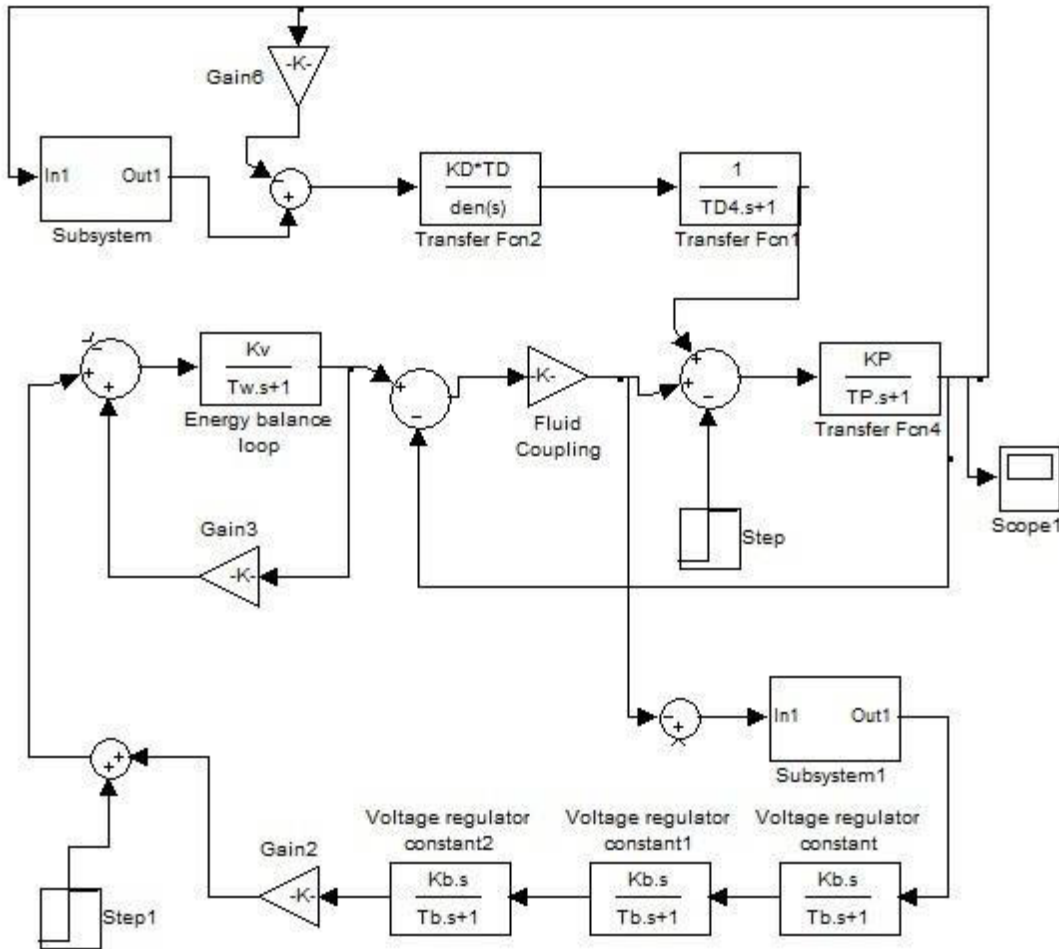 -K-
Gain6
In1 Out1
Subsystem
KD*TD
den(s)
Transfer Fcn2
1
TD4.s+1
Transfer Fcn1
Kv
Tw.s+1
Energy balance
loop
-K-
Fluid
Coupling
KP
TP.s+1
Transfer Fcn4
Scope1
Step
Gain3
-K-
In1 Out1
Subsystem1
Step1
Gain2
-K-
Voltage regulator
constant2
Kb.s
Tb.s+1
Voltage regulator
constant1
Kb.s
Tb.s+1
Voltage regulator
constant
Kb.s
Tb.s+1